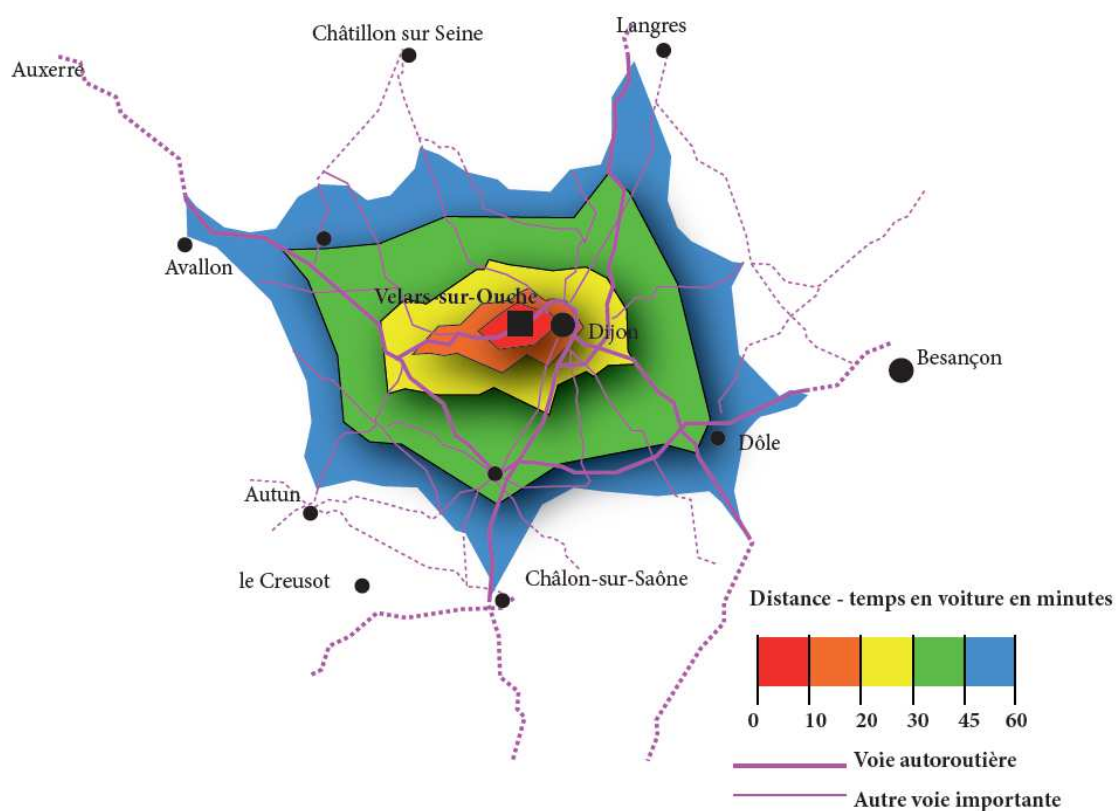 Châtillon sur Seine
Langres
Auxerre
Avallon
Velars-sur-Ouche
Dijon
Besançon
Dôle
Autun
le Creusot
Châlon-sur-Saône
Distance - temps en voiture en minutes
0 10 20 30 45 60
Voie autoroutière
Autre voie importante